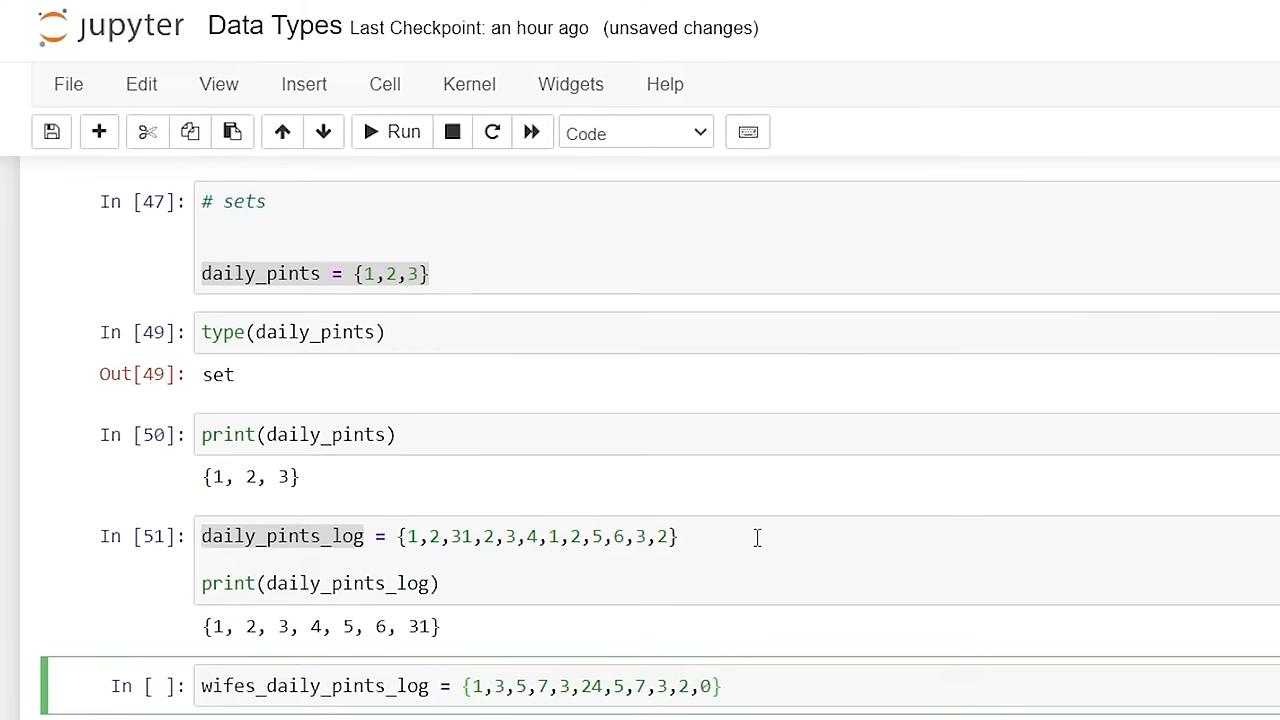 jupyter Data Types Last Checkpoint: an hour ago (unsaved changes)
File Edit View Insert Cell Kernel Widgets Help
Run Code
In [47]: # sets
daily_pints = {1,2,3}
In [49]: type(daily_pints)
Out[49]: set
In [50]: print(daily_pints)
{1, 2, 3}
In [51]: daily_pints_log = {1,2,31,2,3,4,1,2,5,6,3,2}
print(daily_pints_log)
{1, 2, 3, 4, 5, 6, 31}
In [ ]: wifes_daily_pints_log = {1,3,5,7,3,24,5,7,3,2,0}